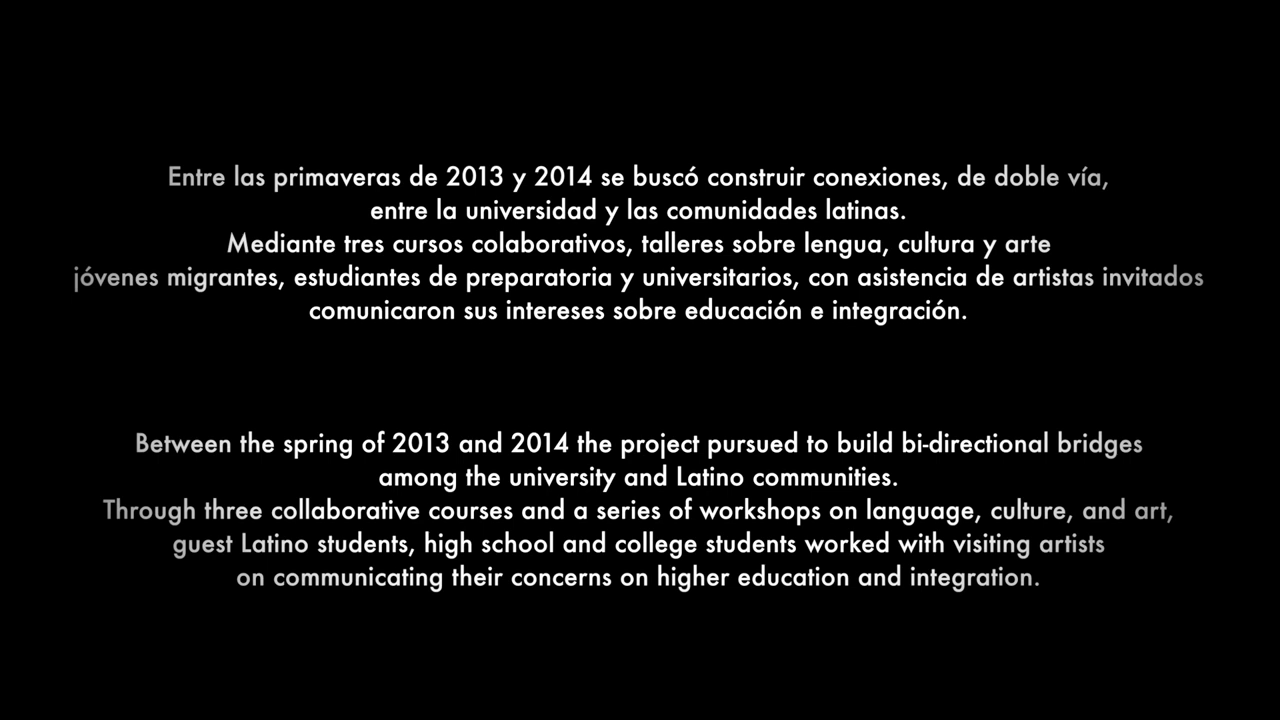 Entre las primaveras de 2013 y 2014 se buscó construir conexiones, de doble vía,
entre la universidad y las comunidades latinas.
Mediante tres cursos colaborativos, talleres sobre lengua, cultura y arte
jóvenes migrantes, estudiantes de preparatoria y universitarios, con asistencia de artistas invitados
comunicaron sus intereses sobre educación e integración.
Between the spring of 2013 and 2014 the project pursued to build bi-directional bridges
among the university and Latino communities.
Through three collaborative courses and a series of workshops on language, culture, and art,
guest Latino students, high school and college students worked with visiting artists
on communicating their concerns on higher education and integration.